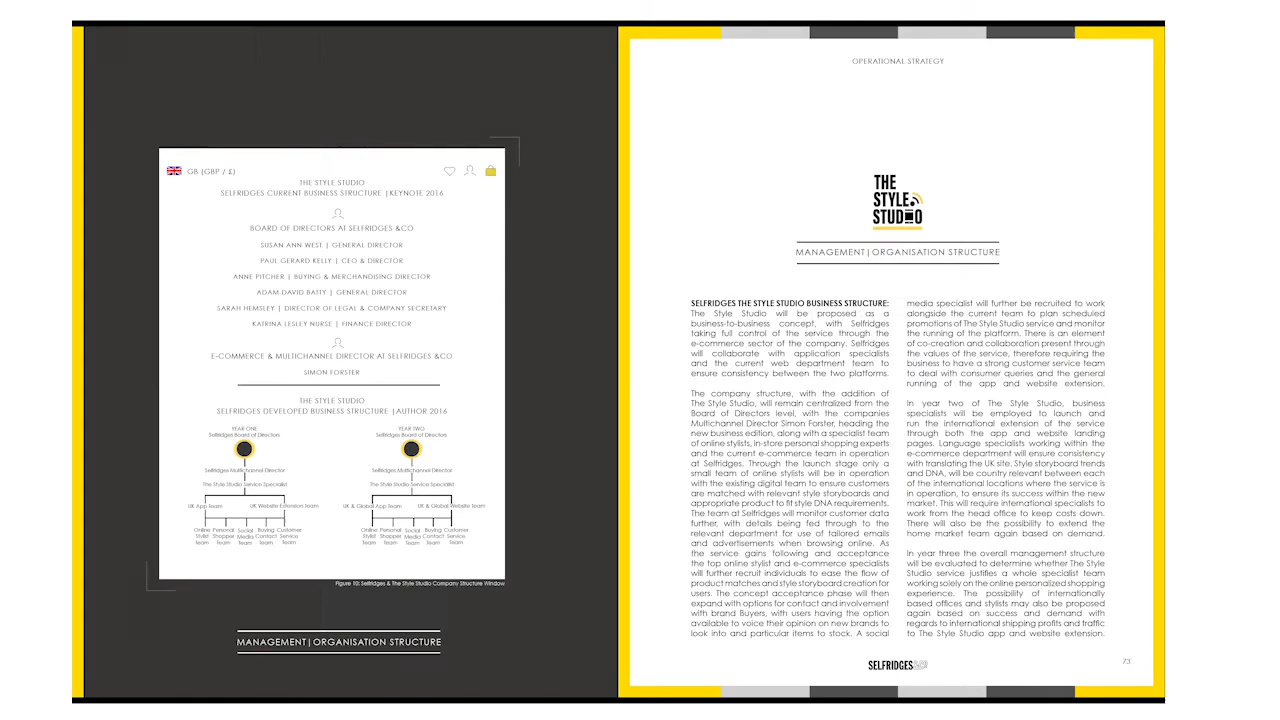 GB (GBP / £)
THE STYLE STUDIO
SELFRIDGES CURRENT BUSINESS STRUCTURE |KEYNOTE 2016
BOARD OF DIRECTORS AT SELFRIDGES &CO
SUSAN ANN WEST | GENERAL DIRECTOR
PAUL GERARD KELLY | CEO & DIRECTOR
ANNE PITCHER | BUYING & MERCHANDISING DIRECTOR
ADAM DAVID BATTY | GENERAL DIRECTOR
SARAH HEMSLEY | DIRECTOR OF LEGAL & COMPANY SECRETARY
KATRINA LESLEY NURSE | FINANCE DIRECTOR
E-COMMERCE & MULTICHANNEL DIRECTOR AT SELFRIDGES &CO
SIMON FORSTER
THE STYLE STUDIO
SELFRIDGES DEVELOPED BUSINESS STRUCTURE |AUTHOR 2016
YEAR ONE
Selfridges Board of Directors
Selfridges Multichannel Director
The Style Studio Service Specialist
UK App Team UK Website Extension team
Online Stylist Team
Personal Shopper Team
Social Media Team
Buying Contact Team
Customer Service Team
YEAR TWO
Selfridges Board of Directors
Selfridges Multichannel Director
The Style Studio Service Specialist
UK & Global App Team UK & Global Website team
Online Stylist Team
Personal Shopper Team
Social Media Team
Buying Contact Team
Customer Service Team
Figure 10: Selfridges & The Style Studio Company Structure Window
MANAGEMENT|ORGANISATION STRUCTURE
OPERATIONAL STRATEGY
THE
STYLE
STUDIO
MANAGEMENT|ORGANISATION STRUCTURE
SELFRIDGES THE STYLE STUDIO BUSINESS STRUCTURE:
The Style Studio will be proposed as a
business-to-business concept, with Selfridges
taking full control of the service through the
e-commerce sector of the company. Selfridges
will collaborate with application specialists
and the current web department team to
ensure consistency between the two platforms.
The company structure, with the addition of
The Style Studio, will remain centralized from the
Board of Directors level, with the companies
Multichannel Director Simon Forster, heading the
new business edition, along with a specialist team
of online stylists, in-store personal shopping experts
and the current e-commerce team in operation
at Selfridges. Through the launch stage only a
small team of online stylists will be in operation
with the existing digital team to ensure customers
are matched with relevant style storyboards and
appropriate product to fit style DNA requirements.
The team at Selfridges will monitor customer data
further, with details being fed through to the
relevant department for use of tailored emails
and advertisements when browsing online. As
the service gains following and acceptance
the top online stylist and e-commerce specialists
will further recruit individuals to ease the flow of
product matches and style storyboard creation for
users. The concept acceptance phase will then
expand with options for contact and involvement
with brand Buyers, with users having the option
available to voice their opinion on new brands to
look into and particular items to stock. A social
media specialist will further be recruited to work
alongside the current team to plan scheduled
promotions of The Style Studio service and monitor
the running of the platform. There is an element
of co-creation and collaboration present through
the values of the service, therefore requiring the
business to have a strong customer service team
to deal with consumer queries and the general
running of the app and website extension.
In year two of The Style Studio, business
specialists will be employed to launch and
run the international extension of the service
through both the app and website landing
pages. Language specialists working within the
e-commerce department will ensure consistency
with translating the UK site. Style storyboard trends
and DNA, will be country relevant between each
of the international locations where the service is
in operation, to ensure its success within the new
market. This will require international specialists to
work from the head office to keep costs down.
There will also be the possibility to extend the
home market team again based on demand.
In year three the overall management structure
will be evaluated to determine whether The Style
Studio service justifies a whole specialist team
working solely on the online personalized shopping
experience. The possibility of internationally
based offices and stylists may also be proposed
again based on success and demand with
regards to international shipping profits and traffic
to The Style Studio app and website extension.
SELFRIDGES&CO
73